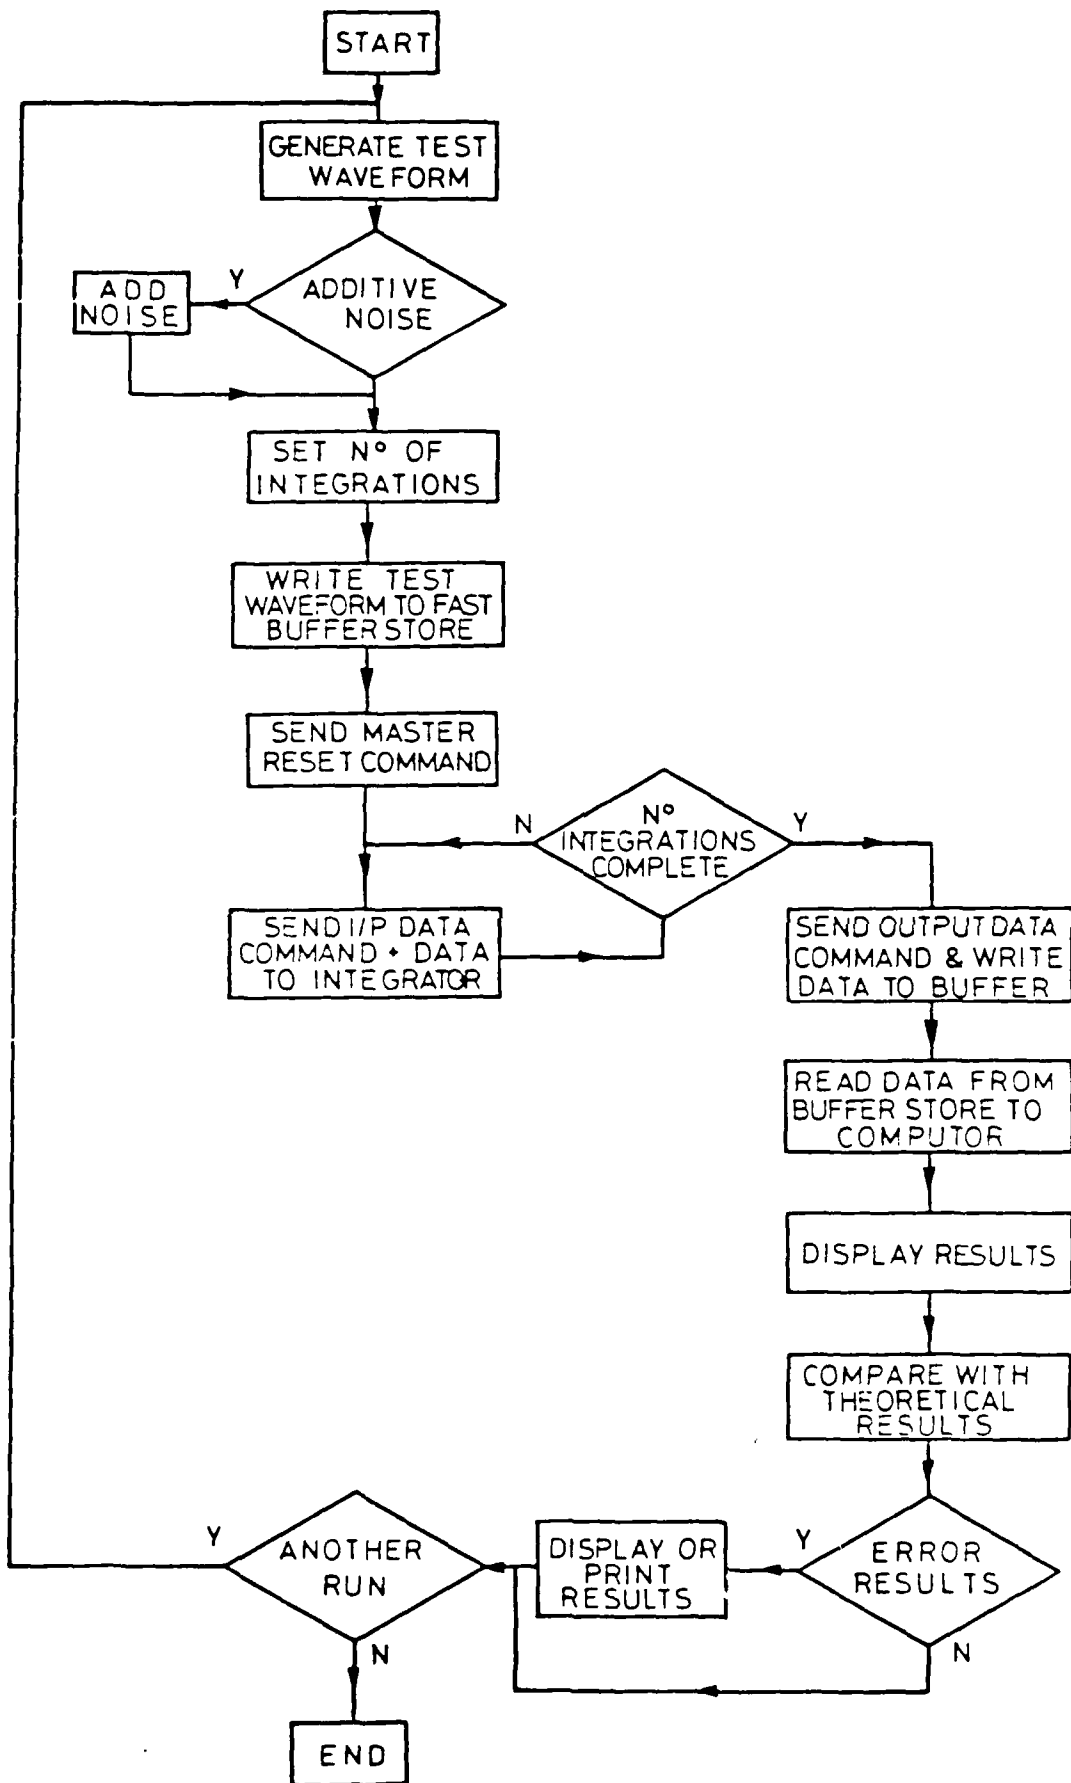 START
GENERATE TEST
WAVEFORM
ADDITIVE
NOISE
Y
ADD
NOISE
SET Nº OF
INTEGRATIONS
WRITE TEST
WAVEFORM TO FAST
BUFFER STORE
SEND MASTER
RESET COMMAND
N
Nº
INTEGRATIONS
COMPLETE
Y
SEND I/P DATA
COMMAND + DATA
TO INTEGRATOR
SEND OUTPUT DATA
COMMAND & WRITE
DATA TO BUFFER
READ DATA FROM
BUFFER STORE TO
COMPUTOR
DISPLAY RESULTS
COMPARE WITH
THEORETICAL
RESULTS
ERROR
RESULTS
Y
N
DISPLAY OR
PRINT
RESULTS
ANOTHER
RUN
Y
N
END